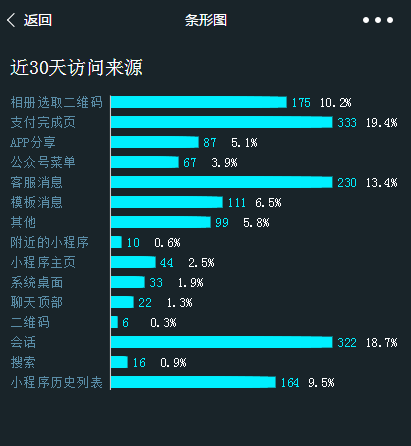 返回 条形图
近30天访问来源
相册选取二维码 175 10.2%
支付完成页 333 19.4%
APP分享 87 5.1%
公众号菜单 67 3.9%
客服消息 230 13.4%
模板消息 111 6.5%
其他 99 5.8%
附近的小程序 10 0.6%
小程序主页 44 2.5%
系统桌面 33 1.9%
聊天顶部 22 1.3%
二维码 6 0.3%
会话 322 18.7%
搜索 16 0.9%
小程序历史列表 164 9.5%